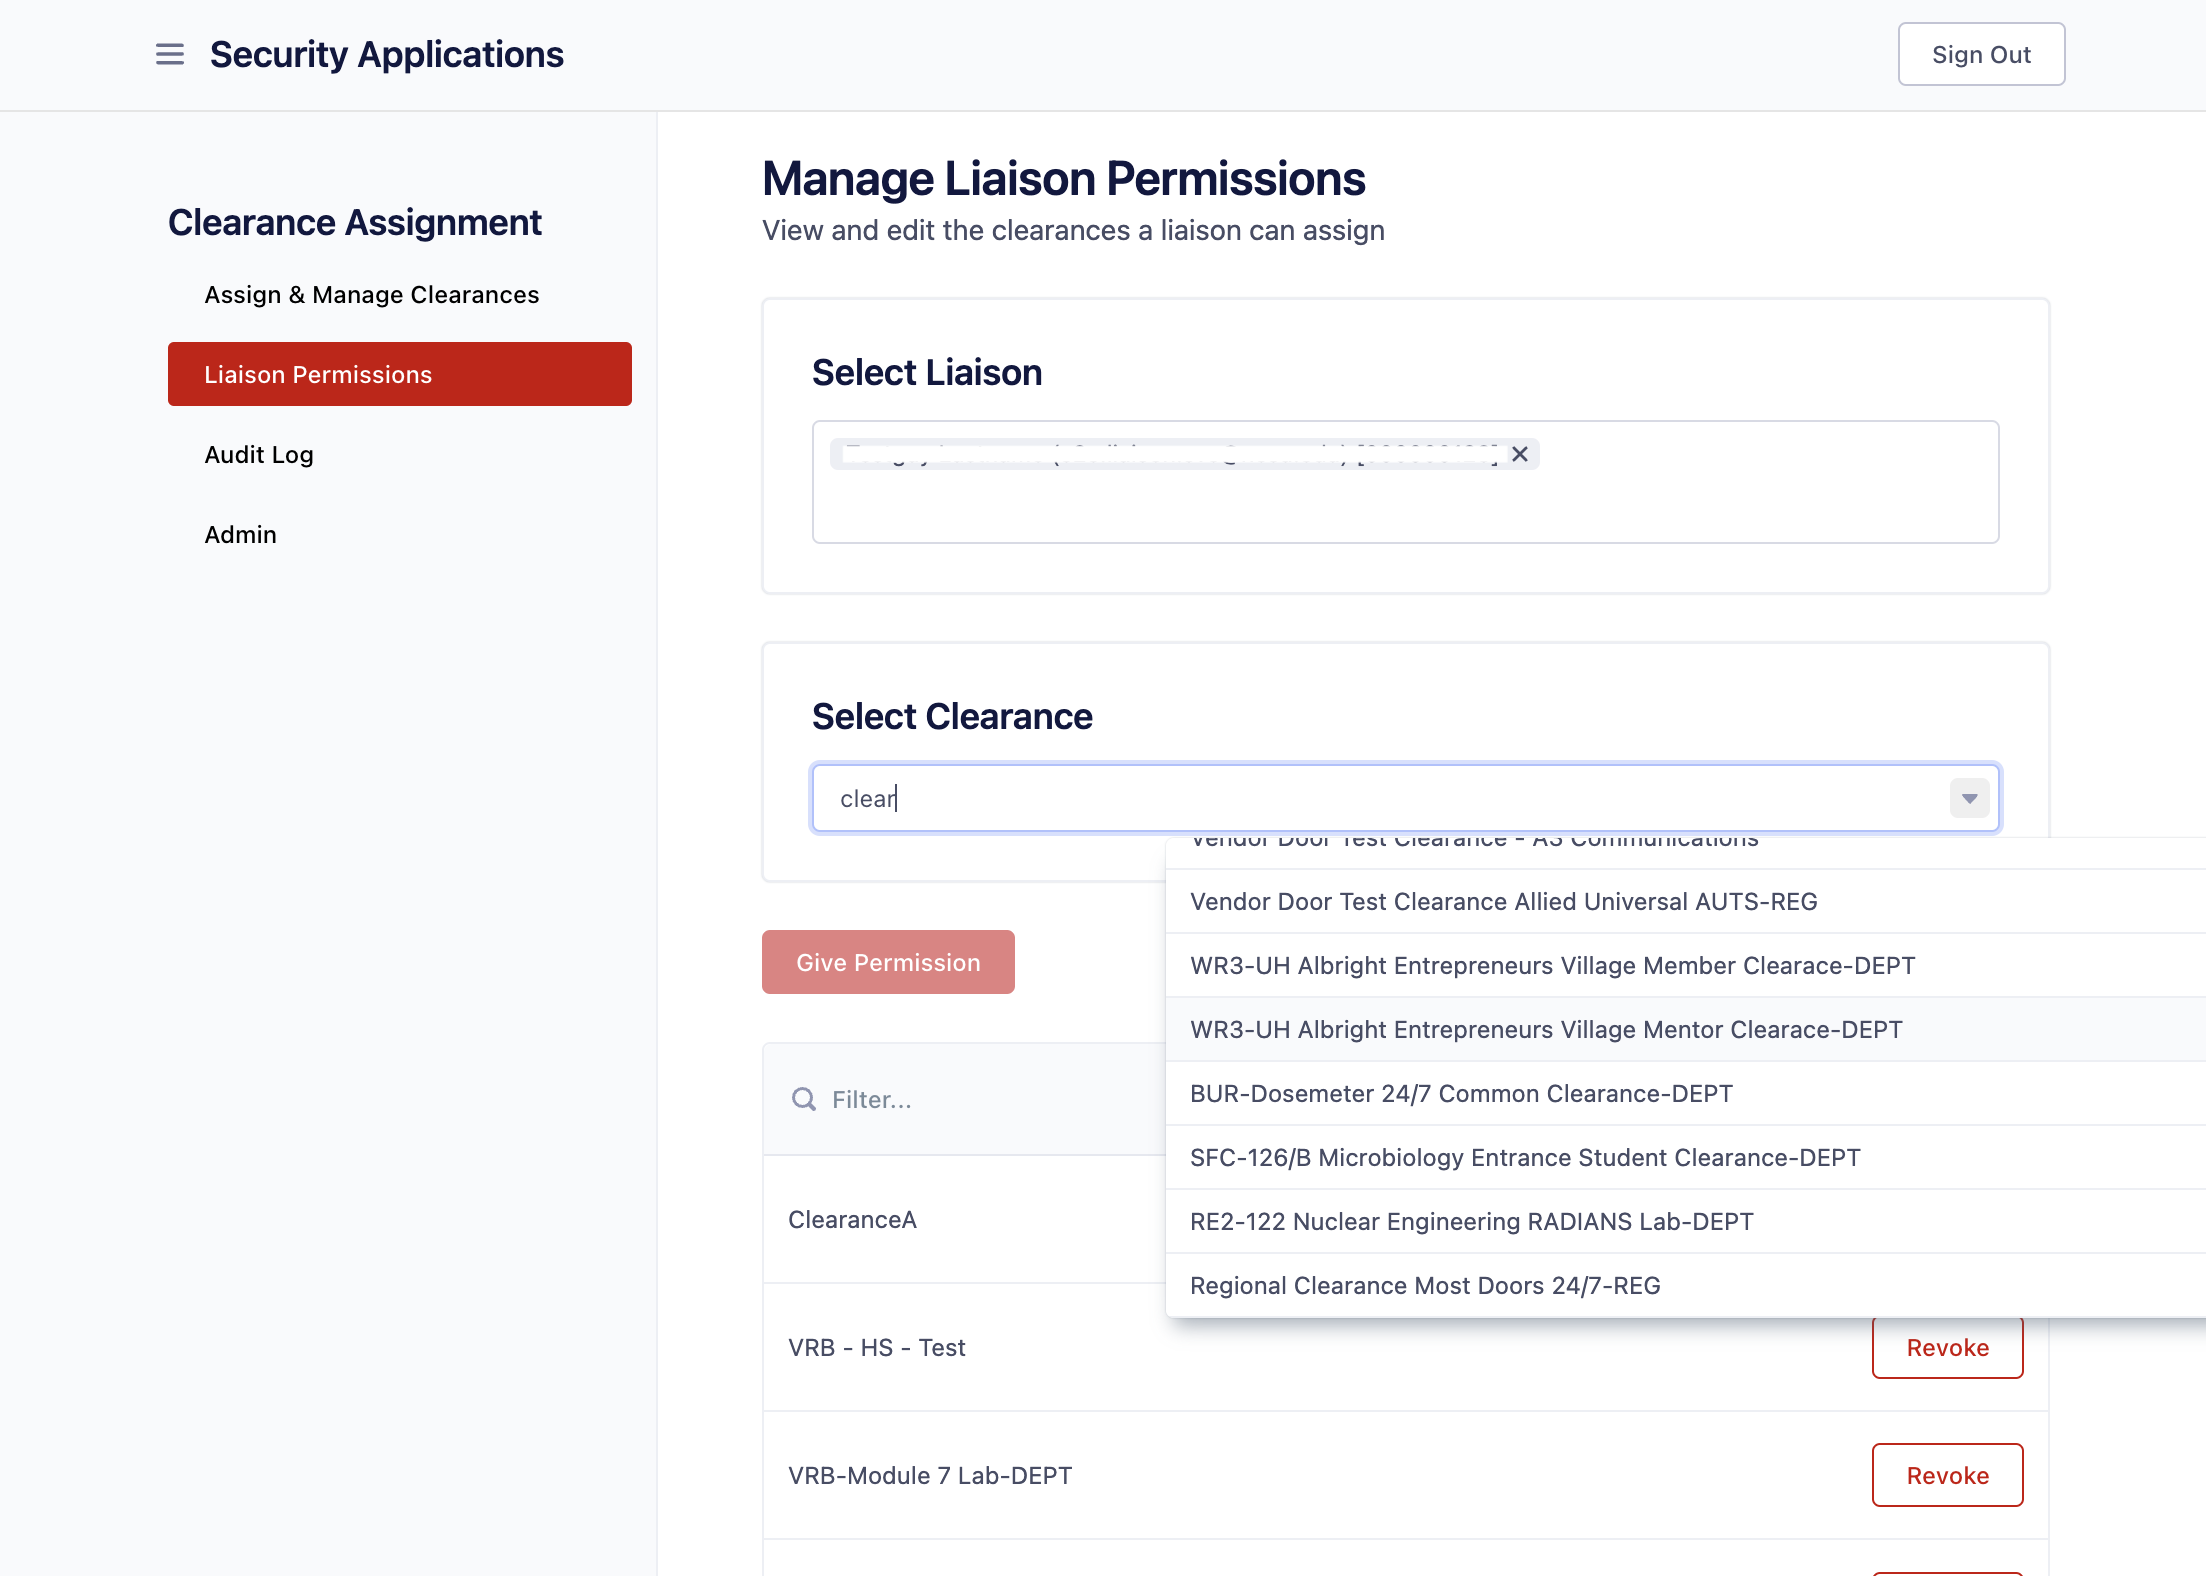 Security Applications
Sign Out
Clearance Assignment
Assign & Manage Clearances
Liaison Permissions
Audit Log
Admin
Manage Liaison Permissions
View and edit the clearances a liaison can assign
Select Liaison
Select Clearance
clear
Vendor Door Test Clearance - A3 Communications
Vendor Door Test Clearance Allied Universal AUTS-REG
WR3-UH Albright Entrepreneurs Village Member Clearace-DEPT
WR3-UH Albright Entrepreneurs Village Mentor Clearace-DEPT
BUR-Dosemeter 24/7 Common Clearance-DEPT
SFC-126/B Microbiology Entrance Student Clearance-DEPT
RE2-122 Nuclear Engineering RADIANS Lab-DEPT
Regional Clearance Most Doors 24/7-REG
Give Permission
Filter...
ClearanceA
VRB - HS - Test
Revoke
VRB-Module 7 Lab-DEPT
Revoke